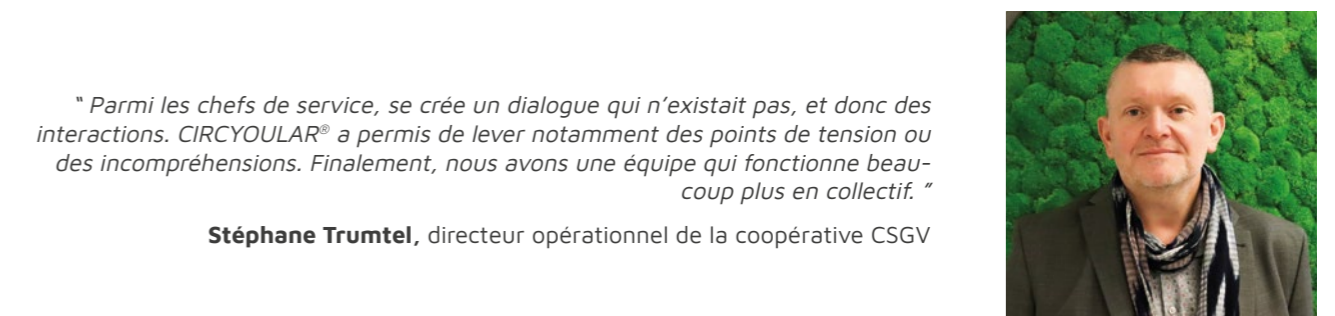 “ Parmi les chefs de service, se crée un dialogue qui n’existait pas, et donc des
interactions. CIRCYOULAR® a permis de lever notamment des points de tension ou
des incompréhensions. Finalement, nous avons une équipe qui fonctionne beau-
coup plus en collectif. ”
Stéphane Trumtel, directeur opérationnel de la coopérative CSGV